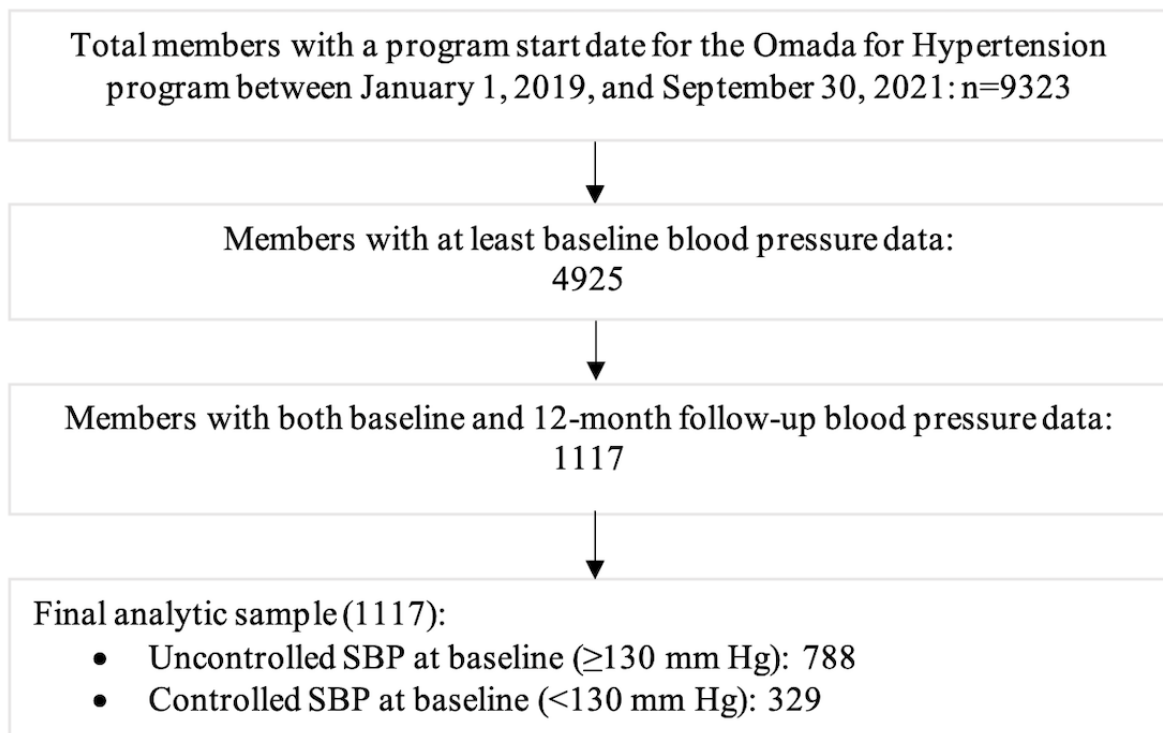 Total members with a program start date for the Omada for Hypertension
program between January 1, 2019, and September 30, 2021: n=9323
Members with at least baseline blood pressure data:
4925
Members with both baseline and 12-month follow-up blood pressure data:
1117
Final analytic sample (1117):
• Uncontrolled SBP at baseline (≥130 mm Hg): 788
• Controlled SBP at baseline (<130 mm Hg): 329